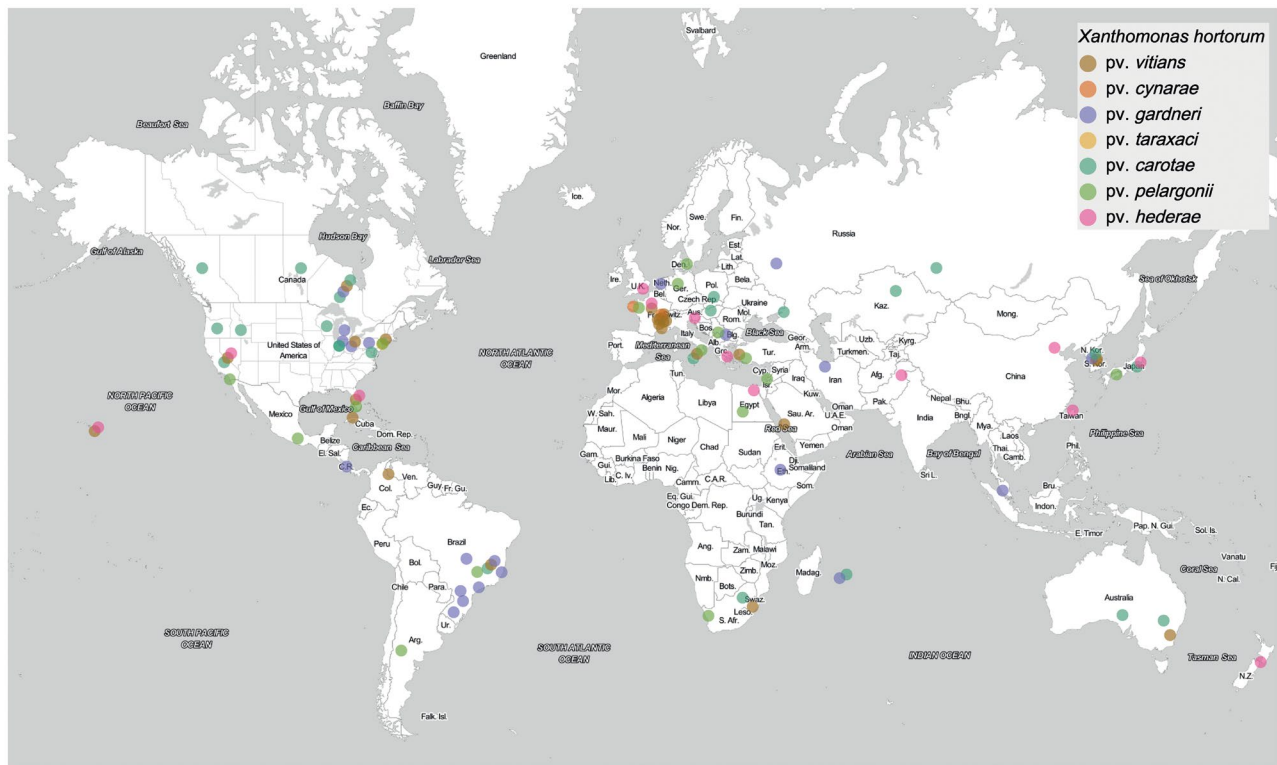 Svalbard
Xanthomonas hortorum
pv. vitians
pv. cynarae
pv. gardneri
pv. taraxaci
pv. carotae
pv. pelargonii
pv. hederae
Greenland
Baffin Bay
Beaufort Sea
Ice.
Swe.
Fin.
Nor.
Russia
Hudson Bay
Gulf of Alaska
Labrador Sea
Sea of Okhotsk
Est.
Lat.
Lith.
Den.
Canada
Ire.
U.K.
Neth.
Ger.
Pol.
Bela.
Bel.
Czech Rep.
Ukraine
Kaz.
Mong.
Aus.
Mol.
Rom.
Bos.
Italy
Alb.
Black Sea
Geor.
Uzb.
Kyrg.
N. Kor.
United States of
America
NORTH ATLANTIC
OCEAN
Port.
Mediterranean
Sea
Gre.
Tur.
Arm.
Turkmen.
Taj.
S. Kor.
Japan
China
Tun.
Cyp.
Syria
Isr.
Iraq
Iran
Afg.
NORTH PACIFIC
OCEAN
Mor.
Algeria
Libya
Egypt
Kuw.
Pak.
Nepal
Bhu.
Mexico
Gulf of Mexico
Cuba
W. Sah.
Sau. Ar.
Oman
U.A.E.
Oman
India
Bngl.
Mya.
Taiwan
Belize
Dom. Rep.
Maur.
Mali
Niger
Chad
Sudan
Red Sea
Erit.
Yemen
Laos
Thai.
Camb.
Phil.
Philippine Sea
El. Sal.
Caribbean Sea
Gam.
Gui.
Burkina Faso
Benin
Nig.
Dji.
Somaliland
Arabian Sea
Bay of Bengal
C.R.
Ven.
Guy.
Fr. Gu.
Lib.
C. Iv.
Camm.
C.A.R.
Eth.
Som.
Sri L.
Col.
Ec.
Eq. Gui.
Congo
Dem. Rep.
Ug.
Kenya
Bru.
Indon.
Burundi
Tan.
E. Timor
Pap. N. Gui.
Sol. Is.
Peru
Brazil
Ang.
Zam.
Malawi
Moz.
Bol.
Zimb.
Madag.
Vanatu
Coral Sea
Fij
N. Cal.
Chile
Para.
Nmb.
Bots.
Swaz.
Leso.
S. Afr.
Australia
Ur.
Arg.
SOUTH PACIFIC
OCEAN
SOUTH ATLANTIC
OCEAN
INDIAN OCEAN
Tasman Sea
N.Z.
Falk. Isl.